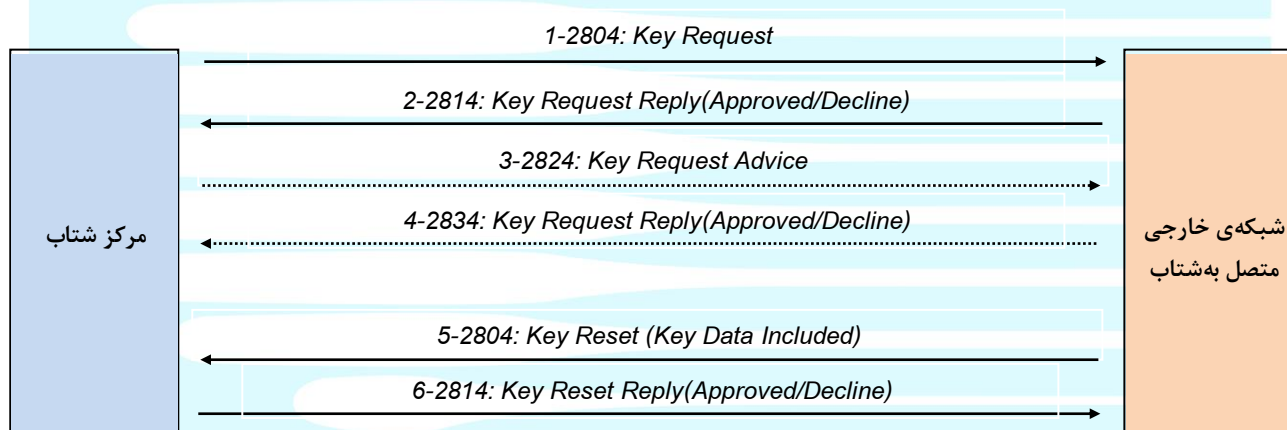 1-2804: Key Request
2-2814: Key Request Reply(Approved/Decline)
3-2824: Key Request Advice
4-2834: Key Request Reply(Approved/Decline)
مرکز شتاب
شبکه‌ی خارجی
متصل به‌شتاب
5-2804: Key Reset (Key Data Included)
6-2814: Key Reset Reply(Approved/Decline)